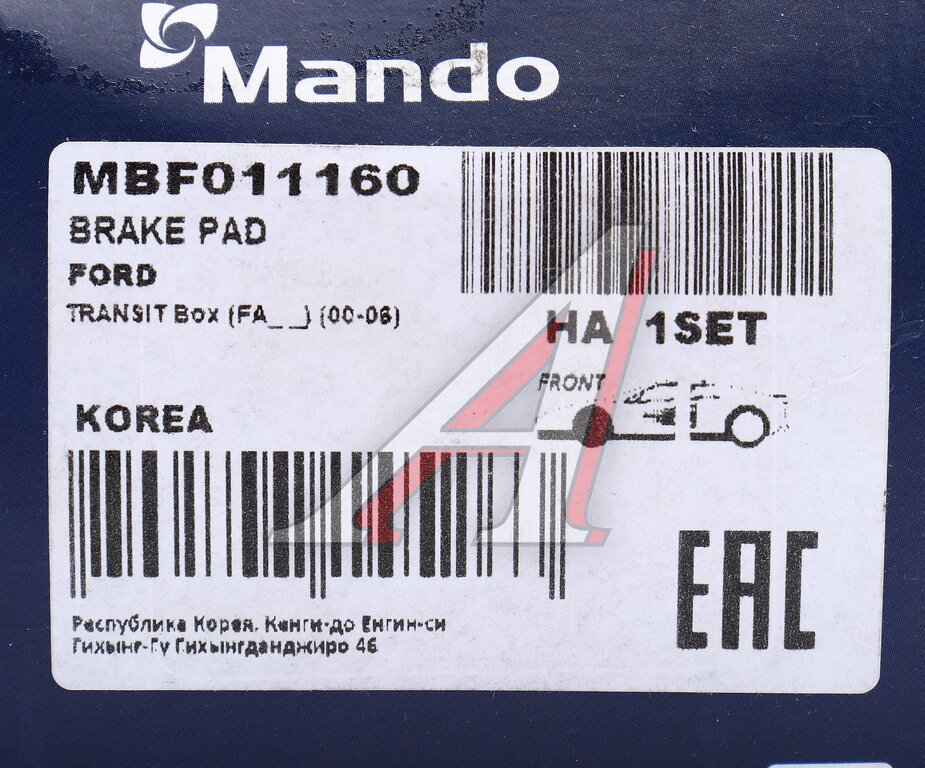 Mando
MBF011160
BRAKE PAD
FORD
TRANSIT Box (FA_ _) (00-06)
HA 1SET
FRONT
KOREA
EAC
Республика Корея, Кенги-до Енгин-си
Гихынг-Гу Гихынгданджиро 46